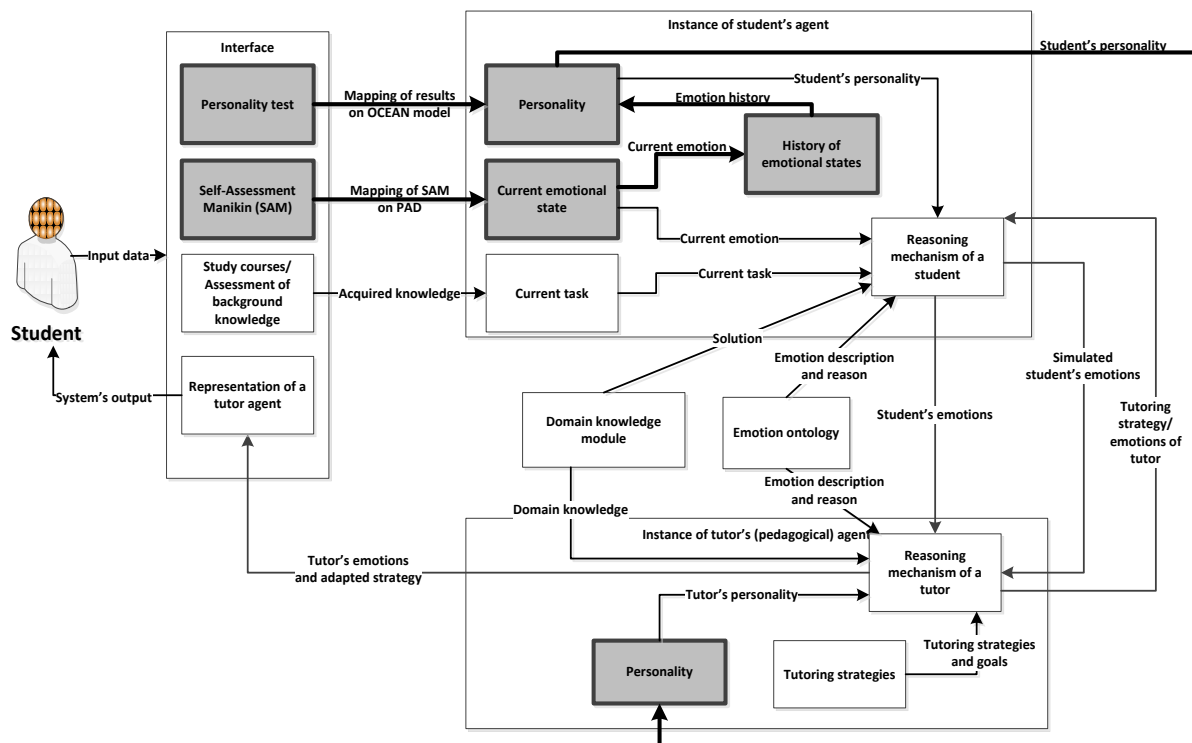 Instance of student's agent
Interface
Student's personality
Personality test
Mapping of results
on OCEAN model
Personality
Student's personality
Emotion history
History of
emotional states
Current emotion
Self-Assessment
Manikin (SAM)
Mapping of SAM
on PAD
Current emotional
state
Current emotion
Reasoning
mechanism of a
student
Input data
Study courses/
Assessment of
background
knowledge
Acquired knowledge
Current task
Current task
Student
Solution
Emotion description
and reason
Simulated
student's emotions
System's output
Representation of a
tutor agent
Domain knowledge
module
Emotion ontology
Student's emotions
Tutoring
strategy/
emotions of
tutor
Emotion description
and reason
Domain knowledge
Instance of tutor's (pedagogical) agent
Tutor's emotions
and adapted strategy
Reasoning
mechanism of a
tutor
Tutor's personality
Personality
Tutoring strategies
and goals
Tutoring strategies